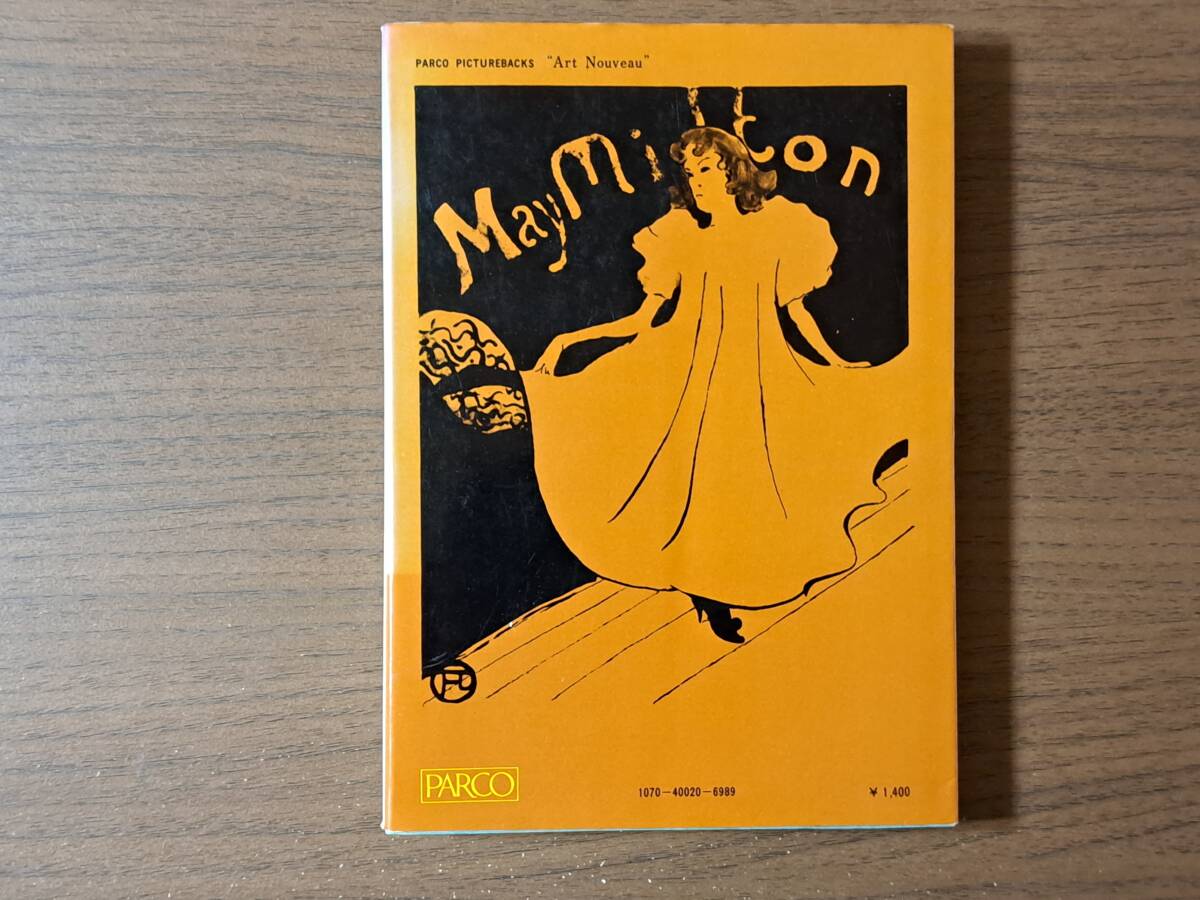 PARCO PICTUREBACKS "Art Nouveau"
May Milton
PARCO
1070-40020-6989
¥ 1,400